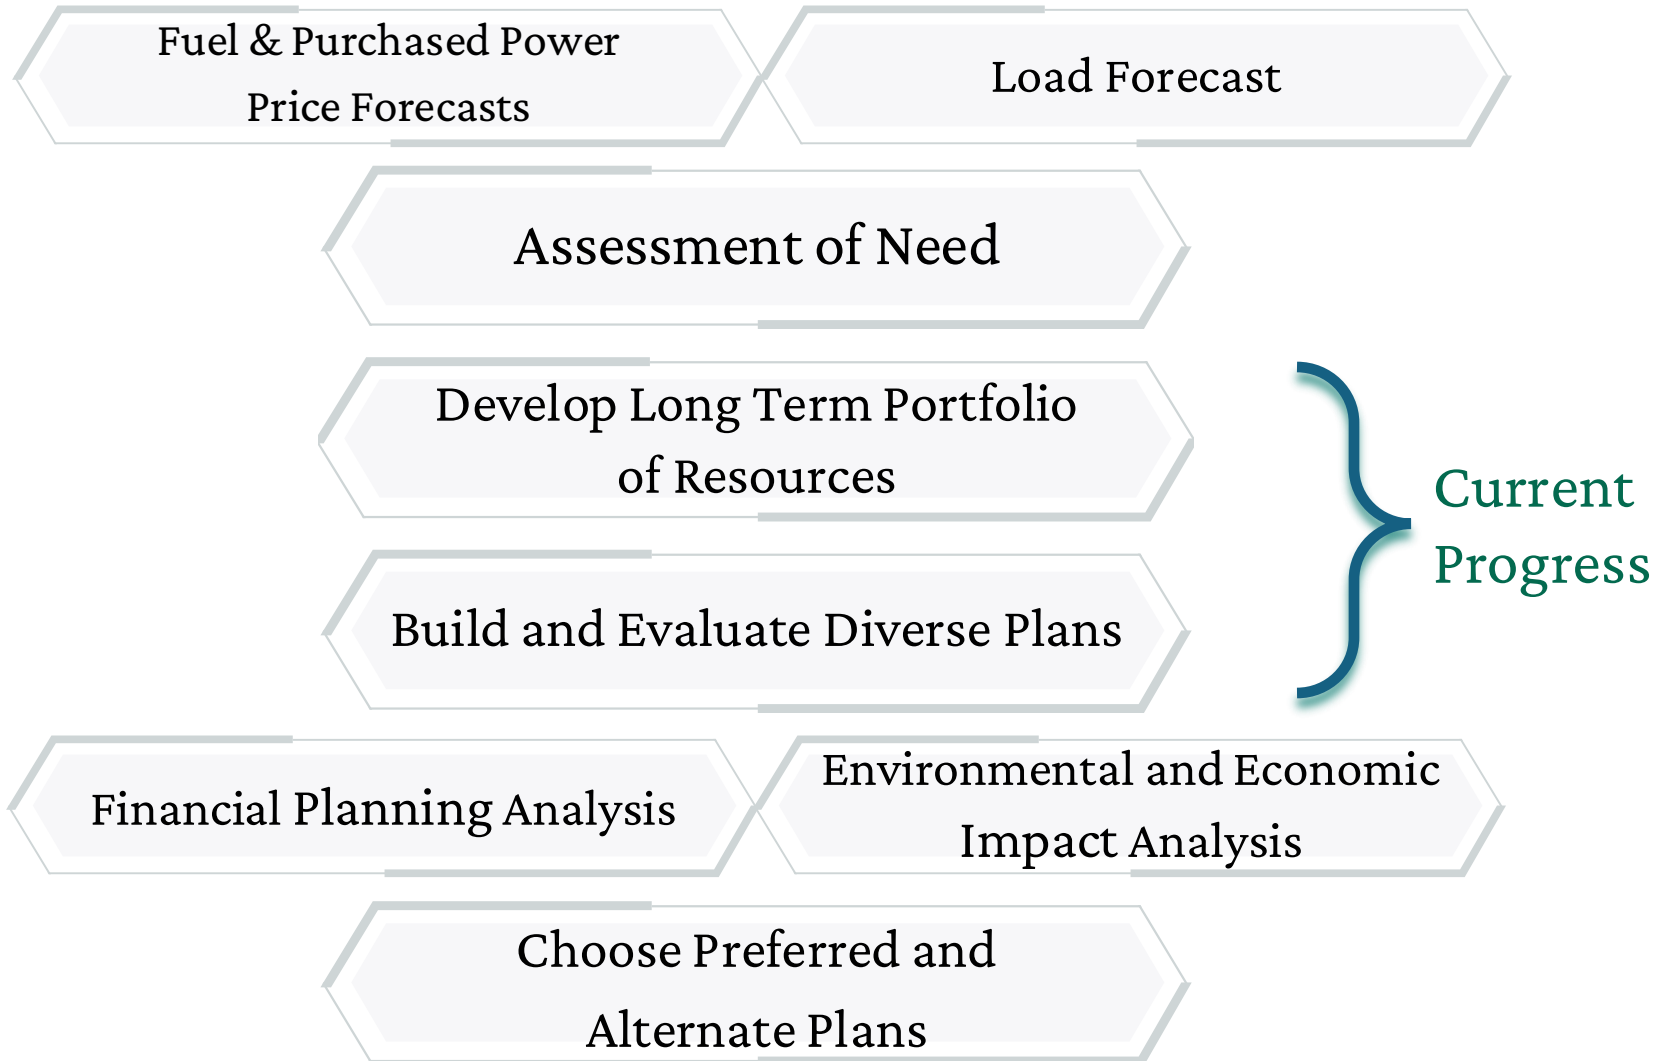 Fuel & Purchased Power
Price Forecasts
Load Forecast
Assessment of Need
Develop Long Term Portfolio
of Resources
Build and Evaluate Diverse Plans
Current
Progress
Financial Planning Analysis
Environmental and Economic
Impact Analysis
Choose Preferred and
Alternate Plans